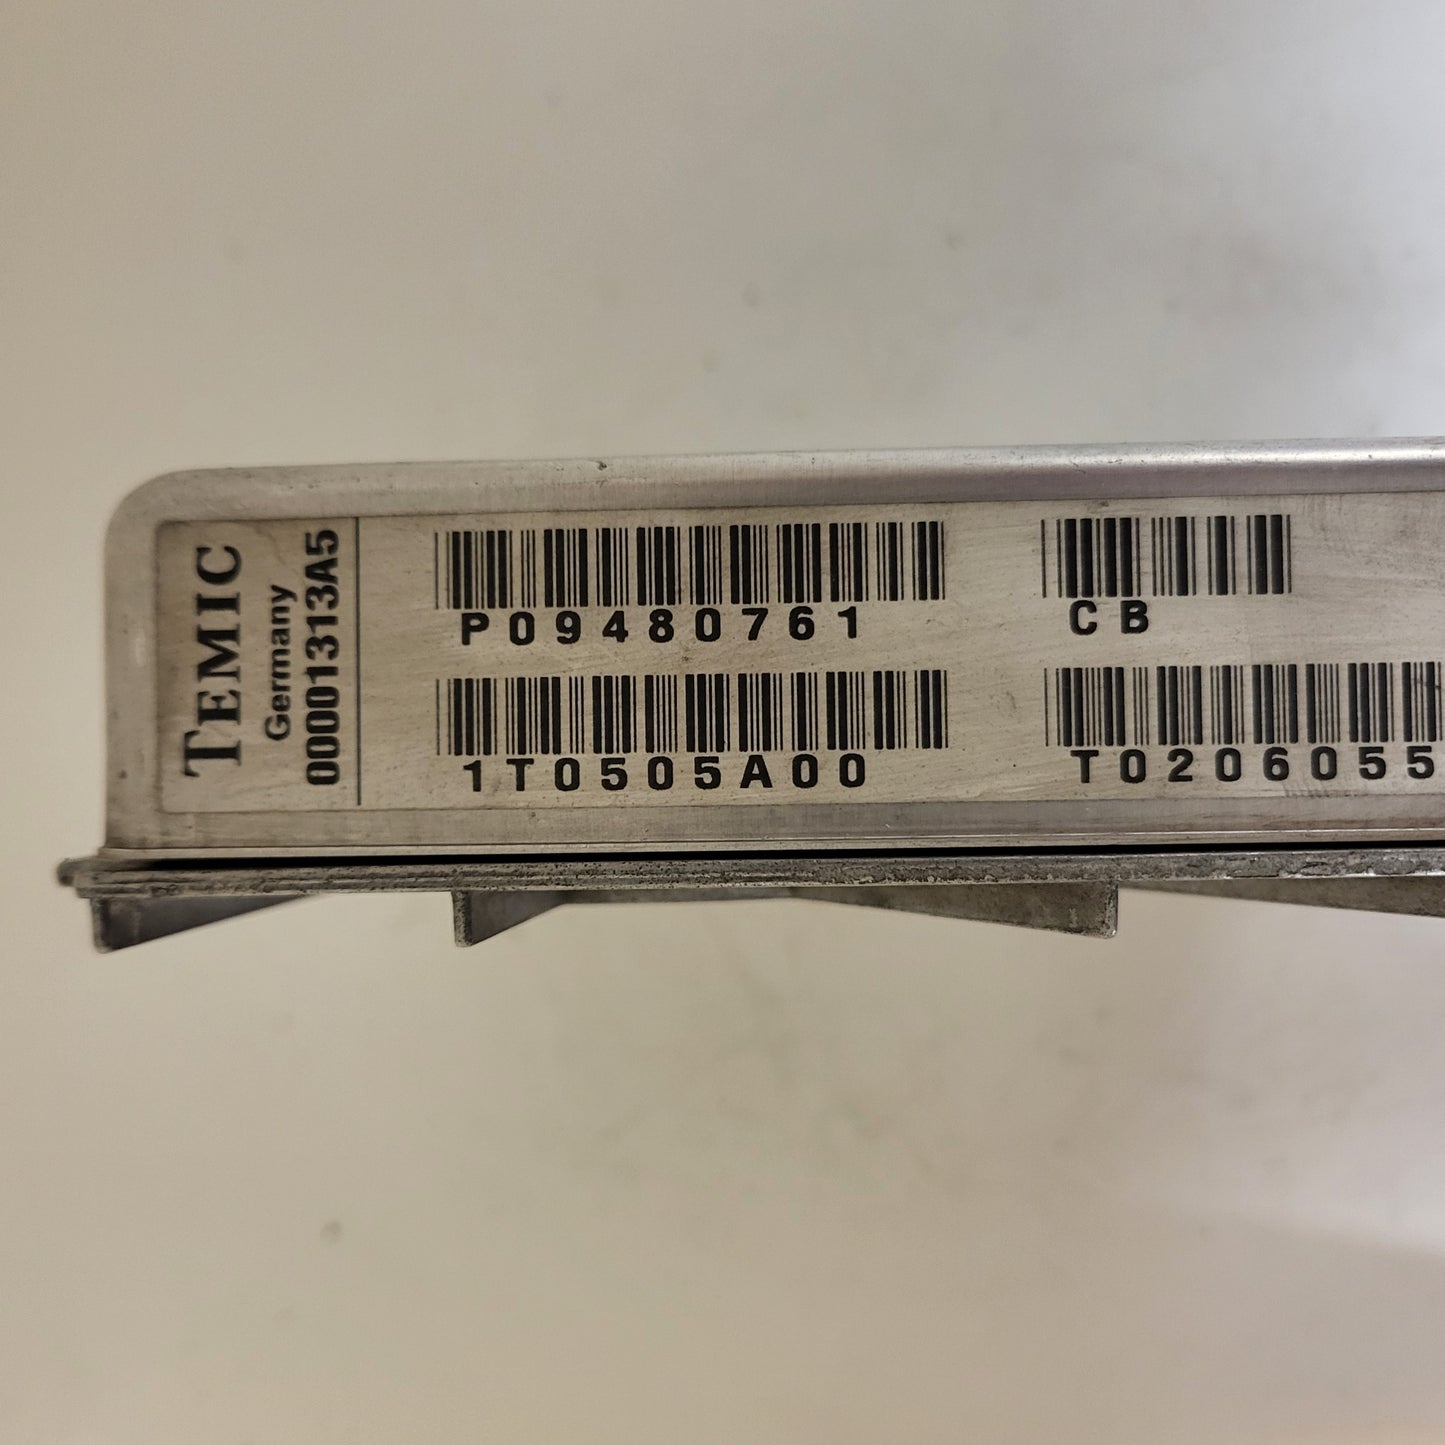 TEMIC
Germany
00001313A5
P09480761
CB
1T0505A00
T0206055